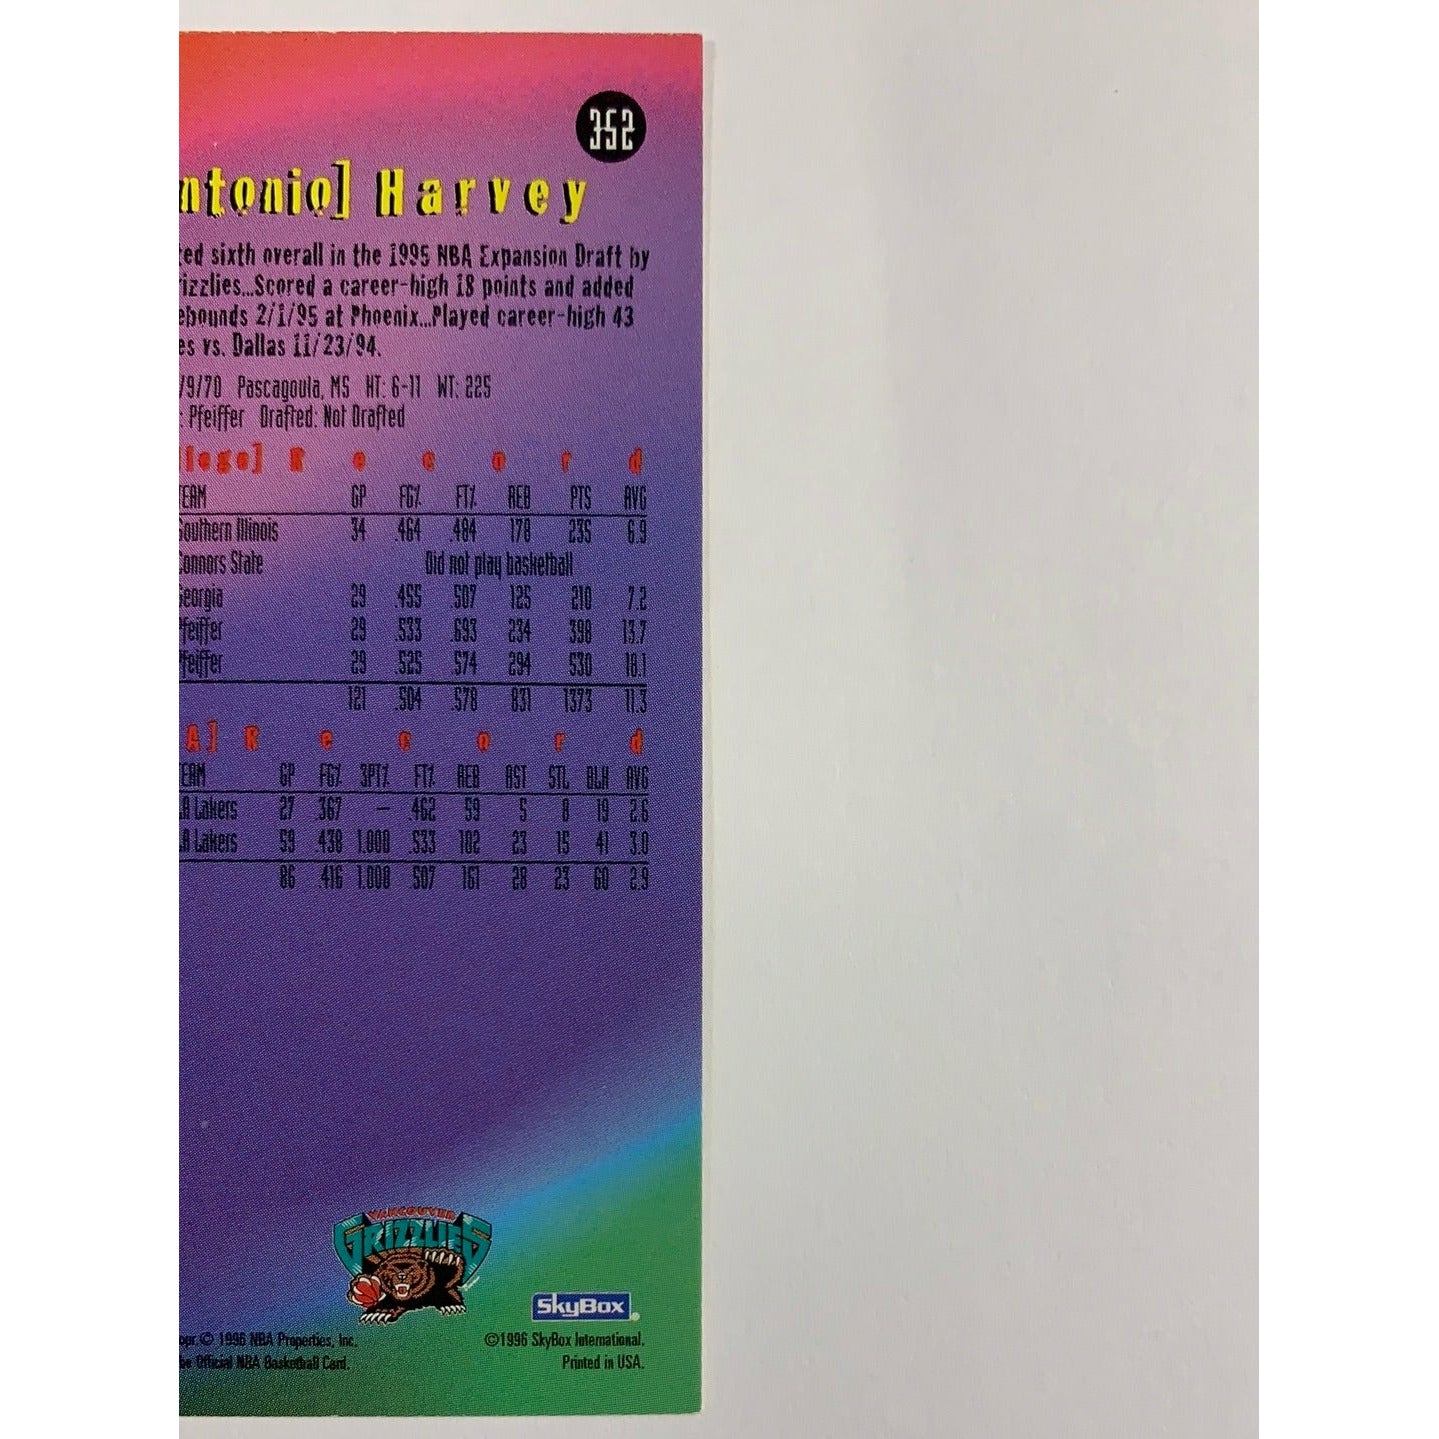 352
ntonio] Harvey
ed sixth overall in the 1995 NBA Expansion Draft by
rizzlies...Scored a career-high 18 points and added
ebounds 2/1/95 at Phoenix...Played career-high 43
es vs. Dallas 11/23/94.
/9/70 Pascagoula, MS HT: 6-11 WT: 225
: Pfeiffer Drafted: Not Drafted
lege] Record
TEAM GP FG% FT% REB PTS AVG
Southern Illinois 34 .464 .484 178 235 6.9
Connors State Did not play basketball
Georgia 29 .455 .507 125 210 7.2
Pfeiffer 29 .533 .693 234 398 13.7
Pfeiffer 29 .525 .574 294 530 18.1
121 .504 .578 831 1373 11.3
A] Record
TEAM GP FG% 3PT% FT% REB AST STL BLK AVG
LA Lakers 27 .367 — .462 59 5 8 19 2.6
LA Lakers 59 .438 1.000 .533 102 23 15 41 3.0
86 .416 1.000 .507 161 28 23 60 2.9
VANCOUVER
GRIZZLIES
SkyBox®
opr. © 1996 NBA Properties, Inc.
©1996 SkyBox International.
he Official NBA Basketball Card.
Printed in USA.